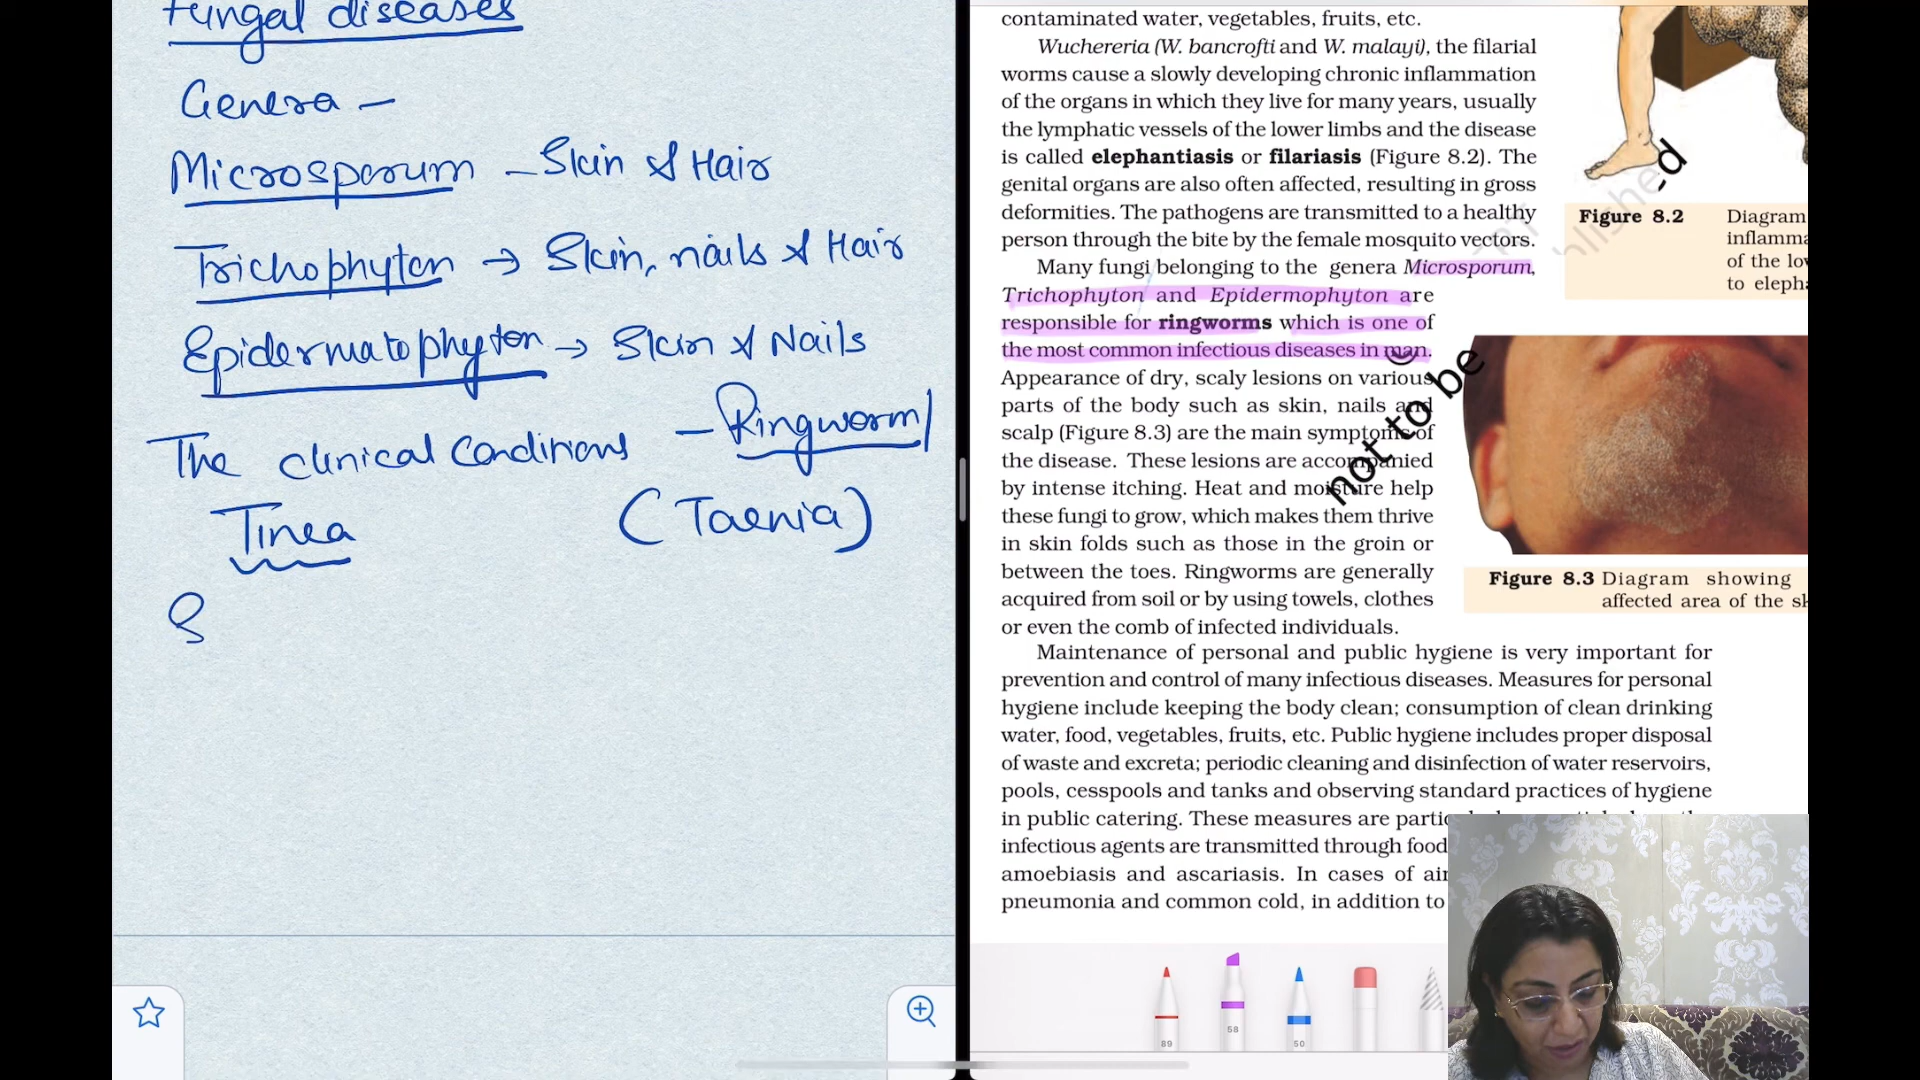 Fungal diseases
Genera -
Microsporum - Skin & Hair
Trichophyton → Skin, nails & Hair
Epidermatophyton → Skin & Nails
The clinical Conditions - Ringworm/
Tinea (Taenia)
S
contaminated water, vegetables, fruits, etc.
Wuchereria (W. bancrofti and W. malayi), the filarial
worms cause a slowly developing chronic inflammation
of the organs in which they live for many years, usually
the lymphatic vessels of the lower limbs and the disease
is called elephantiasis or filariasis (Figure 8.2). The
genital organs are also often affected, resulting in gross
deformities. The pathogens are transmitted to a healthy
person through the bite by the female mosquito vectors.
Many fungi belonging to the genera Microsporum,
Trichophyton and Epidermophyton are
responsible for ringworms which is one of
the most common infectious diseases in man.
Appearance of dry, scaly lesions on various
parts of the body such as skin, nails and
scalp (Figure 8.3) are the main symptoms of
the disease. These lesions are accompanied
by intense itching. Heat and moisture help
these fungi to grow, which makes them thrive
in skin folds such as those in the groin or
between the toes. Ringworms are generally
acquired from soil or by using towels, clothes
or even the comb of infected individuals.
Maintenance of personal and public hygiene is very important for
prevention and control of many infectious diseases. Measures for personal
hygiene include keeping the body clean; consumption of clean drinking
water, food, vegetables, fruits, etc. Public hygiene includes proper disposal
of waste and excreta; periodic cleaning and disinfection of water reservoirs,
pools, cesspools and tanks and observing standard practices of hygiene
in public catering. These measures are
infectious agents are transmitted through food
amoebiasis and ascariasis. In cases of air
pneumonia and common cold, in addition to
Figure 8.2 Diagram
inflamma
of the lo
to eleph
Figure 8.3 Diagram showing
affected area of the sk
not to be
89
58
50